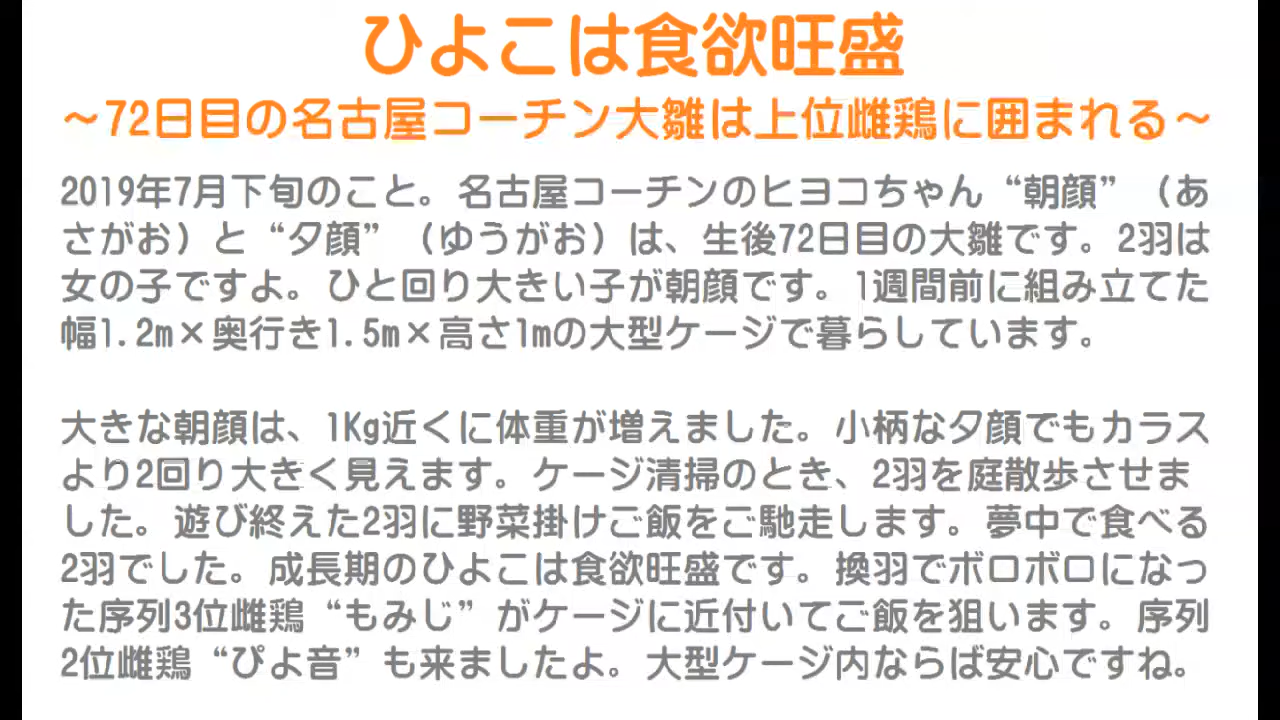 ひよこは食欲旺盛
～72日目の名古屋コーチン大雛は上位雌鶏に囲まれる～
2019年7月下旬のこと。名古屋コーチンのヒヨコちゃん“朝顔”（あ
さがお）と“夕顔”（ゆうがお）は、生後72日目の大雛です。2羽は
女の子ですよ。ひと回り大きい子が朝顔です。1週間前に組み立てた
幅1.2m×奥行き1.5m×高さ1mの大型ケージで暮らしています。
大きな朝顔は、1Kg近くに体重が増えました。小柄な夕顔でもカラス
より2回り大きく見えます。ケージ清掃のとき、2羽を庭散歩させま
した。遊び終えた2羽に野菜掛けご飯をご馳走します。夢中で食べる
2羽でした。成長期のひよこは食欲旺盛です。換羽でボロボロになっ
た序列3位雌鶏“もみじ”がケージに近付いてご飯を狙います。序列
2位雌鶏“ぴよ音”も来ましたよ。大型ケージ内ならば安心ですね。